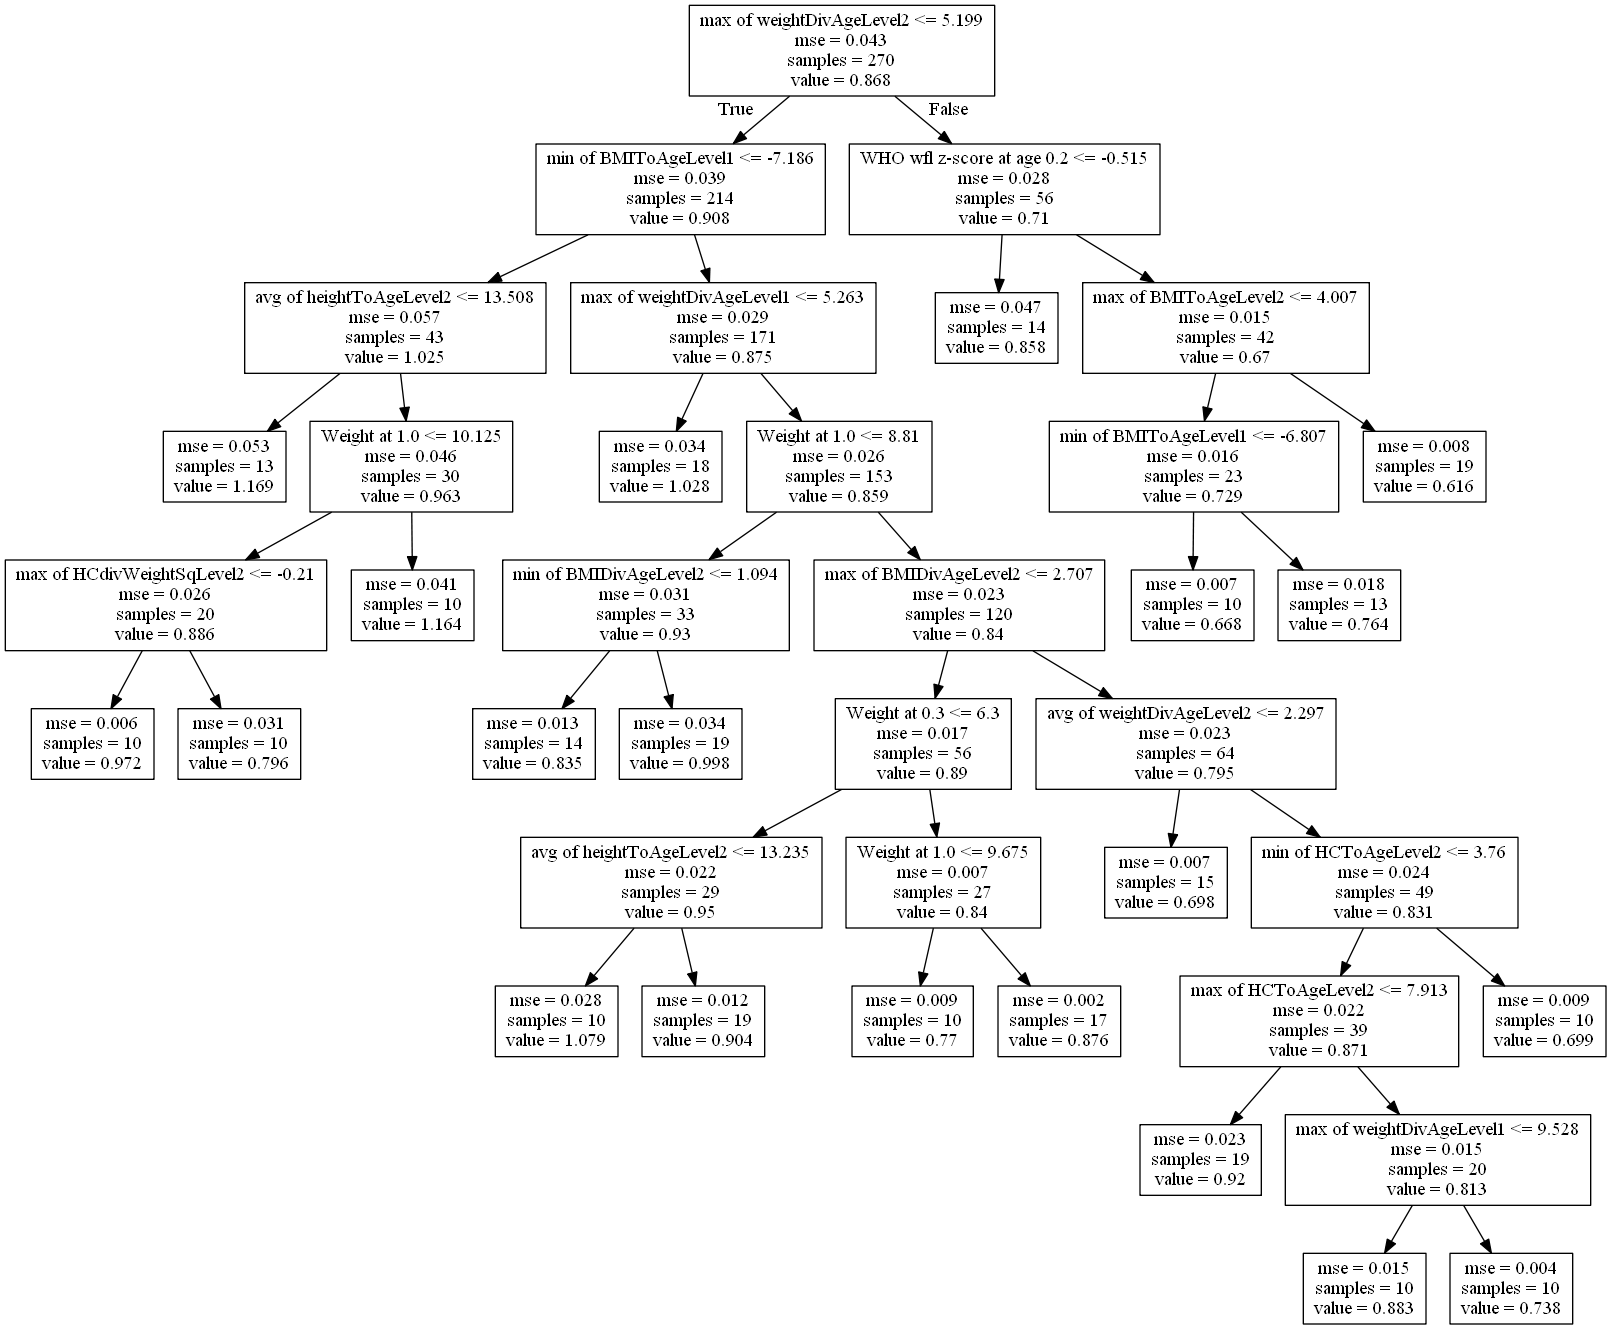 max of weightDivAgeLevel2 <= 5.199
mse = 0.043
samples = 270
value = 0.868
True
False
min of BMIToAgeLevel1 <= -7.186
mse = 0.039
samples = 214
value = 0.908
WHO wfl z-score at age 0.2 <= -0.515
mse = 0.028
samples = 56
value = 0.71
avg of heightToAgeLevel2 <= 13.508
mse = 0.057
samples = 43
value = 1.025
max of weightDivAgeLevel1 <= 5.263
mse = 0.029
samples = 171
value = 0.875
mse = 0.047
samples = 14
value = 0.858
max of BMIToAgeLevel2 <= 4.007
mse = 0.015
samples = 42
value = 0.67
mse = 0.053
samples = 13
value = 1.169
Weight at 1.0 <= 10.125
mse = 0.046
samples = 30
value = 0.963
mse = 0.034
samples = 18
value = 1.028
Weight at 1.0 <= 8.81
mse = 0.026
samples = 153
value = 0.859
min of BMIToAgeLevel1 <= -6.807
mse = 0.016
samples = 23
value = 0.729
mse = 0.008
samples = 19
value = 0.616
max of HCdivWeightSqLevel2 <= -0.21
mse = 0.026
samples = 20
value = 0.886
mse = 0.041
samples = 10
value = 1.164
min of BMIDivAgeLevel2 <= 1.094
mse = 0.031
samples = 33
value = 0.93
max of BMIDivAgeLevel2 <= 2.707
mse = 0.023
samples = 120
value = 0.84
mse = 0.007
samples = 10
value = 0.668
mse = 0.018
samples = 13
value = 0.764
mse = 0.006
samples = 10
value = 0.972
mse = 0.031
samples = 10
value = 0.796
mse = 0.013
samples = 14
value = 0.835
mse = 0.034
samples = 19
value = 0.998
Weight at 0.3 <= 6.3
mse = 0.017
samples = 56
value = 0.89
avg of weightDivAgeLevel2 <= 2.297
mse = 0.023
samples = 64
value = 0.795
avg of heightToAgeLevel2 <= 13.235
mse = 0.022
samples = 29
value = 0.95
Weight at 1.0 <= 9.675
mse = 0.007
samples = 27
value = 0.84
mse = 0.007
samples = 15
value = 0.698
min of HCToAgeLevel2 <= 3.76
mse = 0.024
samples = 49
value = 0.831
mse = 0.028
samples = 10
value = 1.079
mse = 0.012
samples = 19
value = 0.904
mse = 0.009
samples = 10
value = 0.77
mse = 0.002
samples = 17
value = 0.876
max of HCToAgeLevel2 <= 7.913
mse = 0.022
samples = 39
value = 0.871
mse = 0.009
samples = 10
value = 0.699
mse = 0.023
samples = 19
value = 0.92
max of weightDivAgeLevel1 <= 9.528
mse = 0.015
samples = 20
value = 0.813
mse = 0.015
samples = 10
value = 0.883
mse = 0.004
samples = 10
value = 0.738